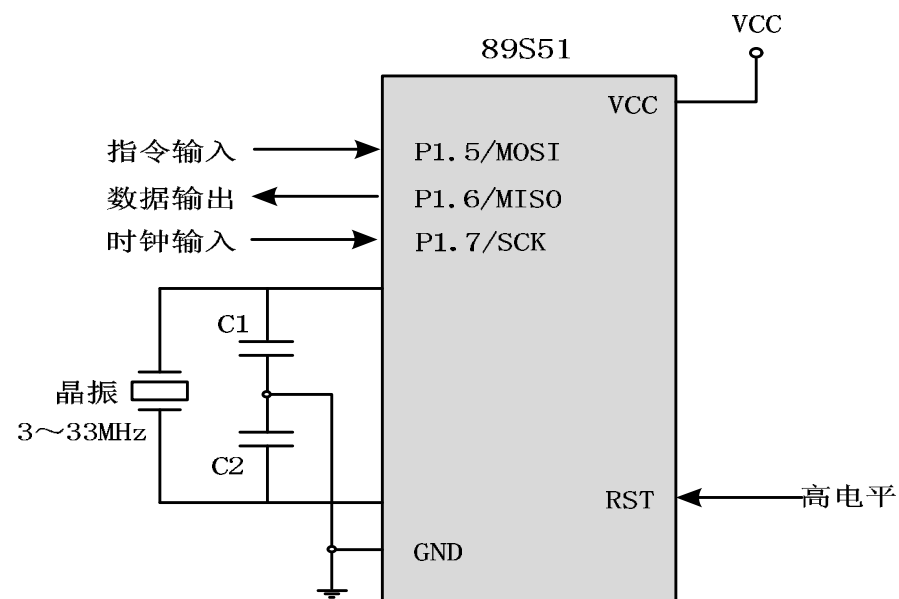 VCC
89S51
VCC
指令输入
P1.5/MOSI
数据输出
P1.6/MISO
时钟输入
P1.7/SCK
C1
晶振
3～33MHz
C2
RST
高电平
GND